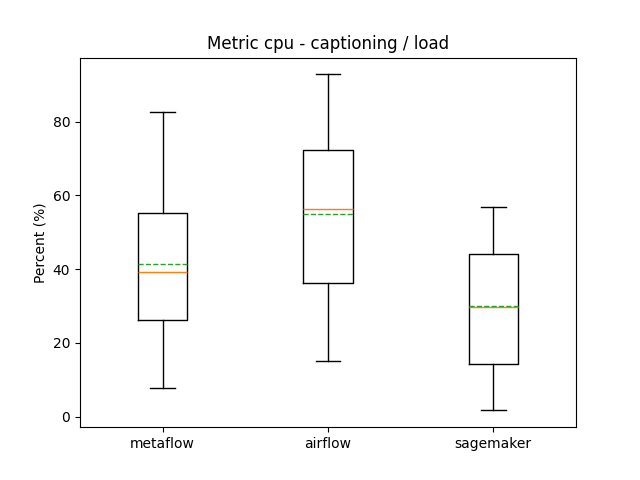 Metric cpu - captioning / load
Percent (%)
80
60
40
20
0
metaflow
airflow
sagemaker